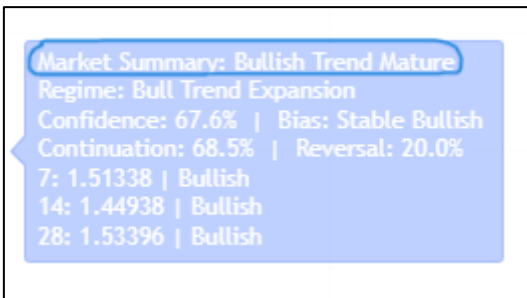 Market Summary: Bullish Trend Mature
Regime: Bull Trend Expansion
Confidence: 67.6% | Bias: Stable Bullish
Continuation: 68.5% | Reversal: 20.0%
7: 1.51338 | Bullish
14: 1.44938 | Bullish
28: 1.53396 | Bullish